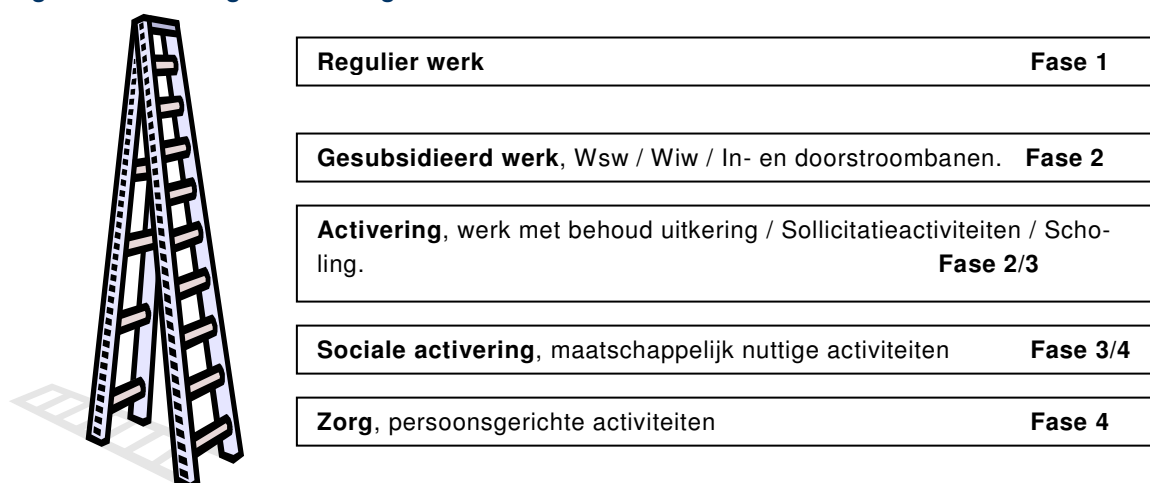 Regulier werk Fase 1
Gesubsidieerd werk, Wsw / Wiw / In- en doorstroombanen. Fase 2
Activering, werk met behoud uitkering / Sollicitatieactiviteiten / Scho-
ling. Fase 2/3
Sociale activering, maatschappelijk nuttige activiteiten Fase 3/4
Zorg, persoonsgerichte activiteiten Fase 4